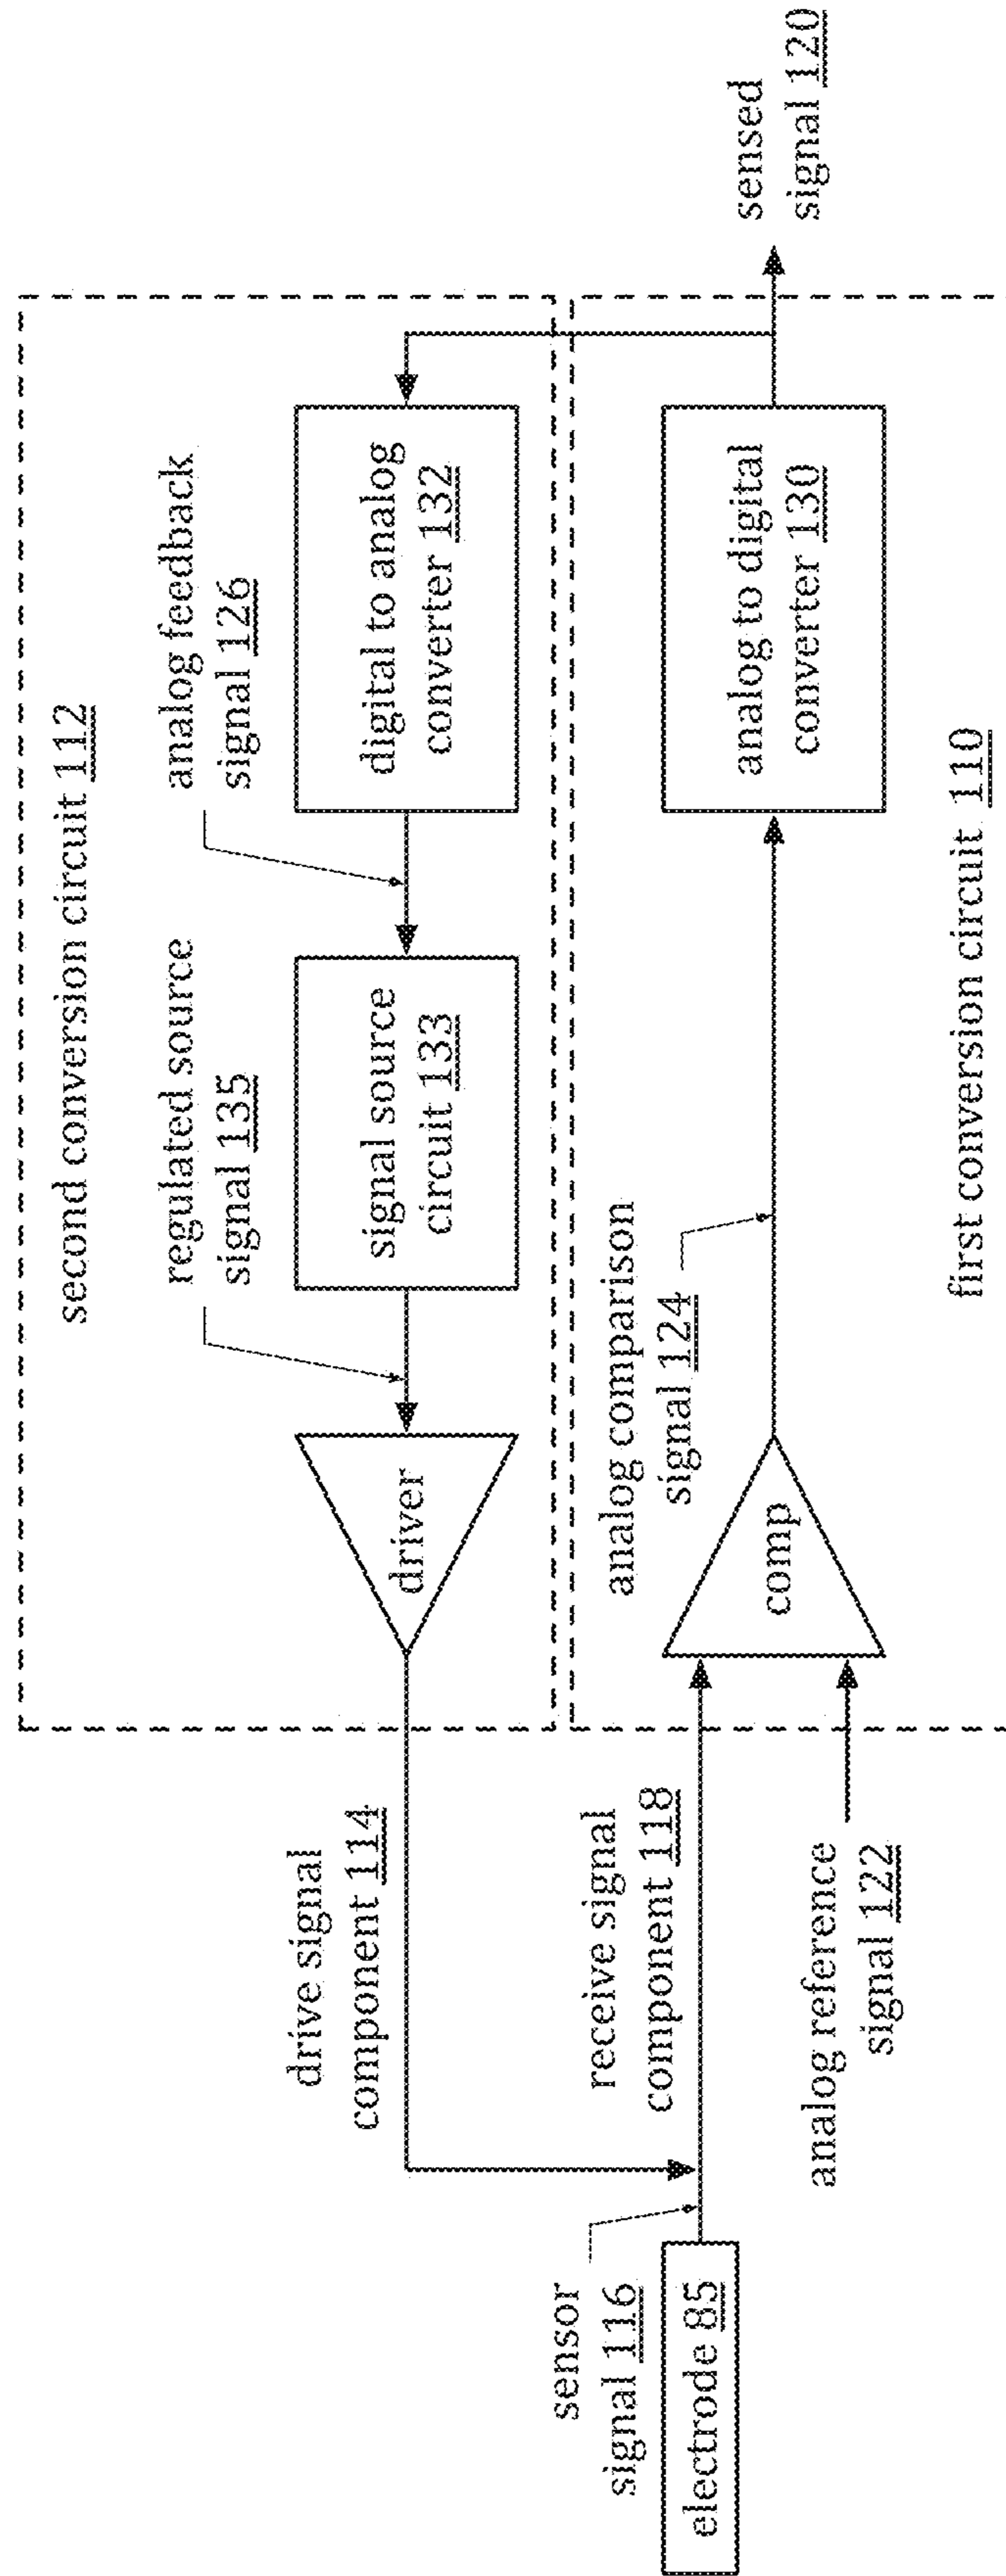 second conversion circuit 112
regulated source
signal 135
analog feedback
signal 126
drive signal
component 114
driver
signal source
circuit 133
digital to analog
converter 132
sensor
signal 116
electrode 85
receive signal
component 118
analog reference
signal 122
analog comparison
signal 124
comp
analog to digital
converter 130
sensed
signal 120
first conversion circuit 110